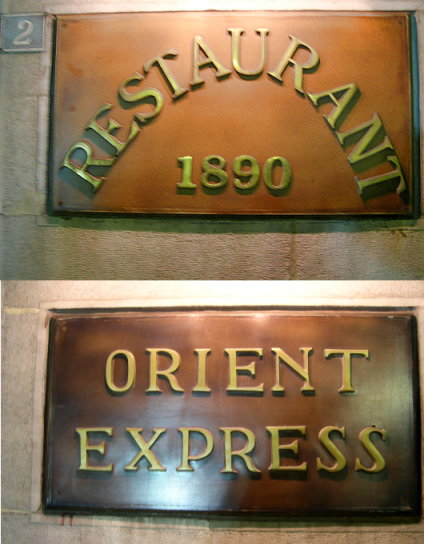 2
RESTAURANT
1890
ORIENT
EXPRESS